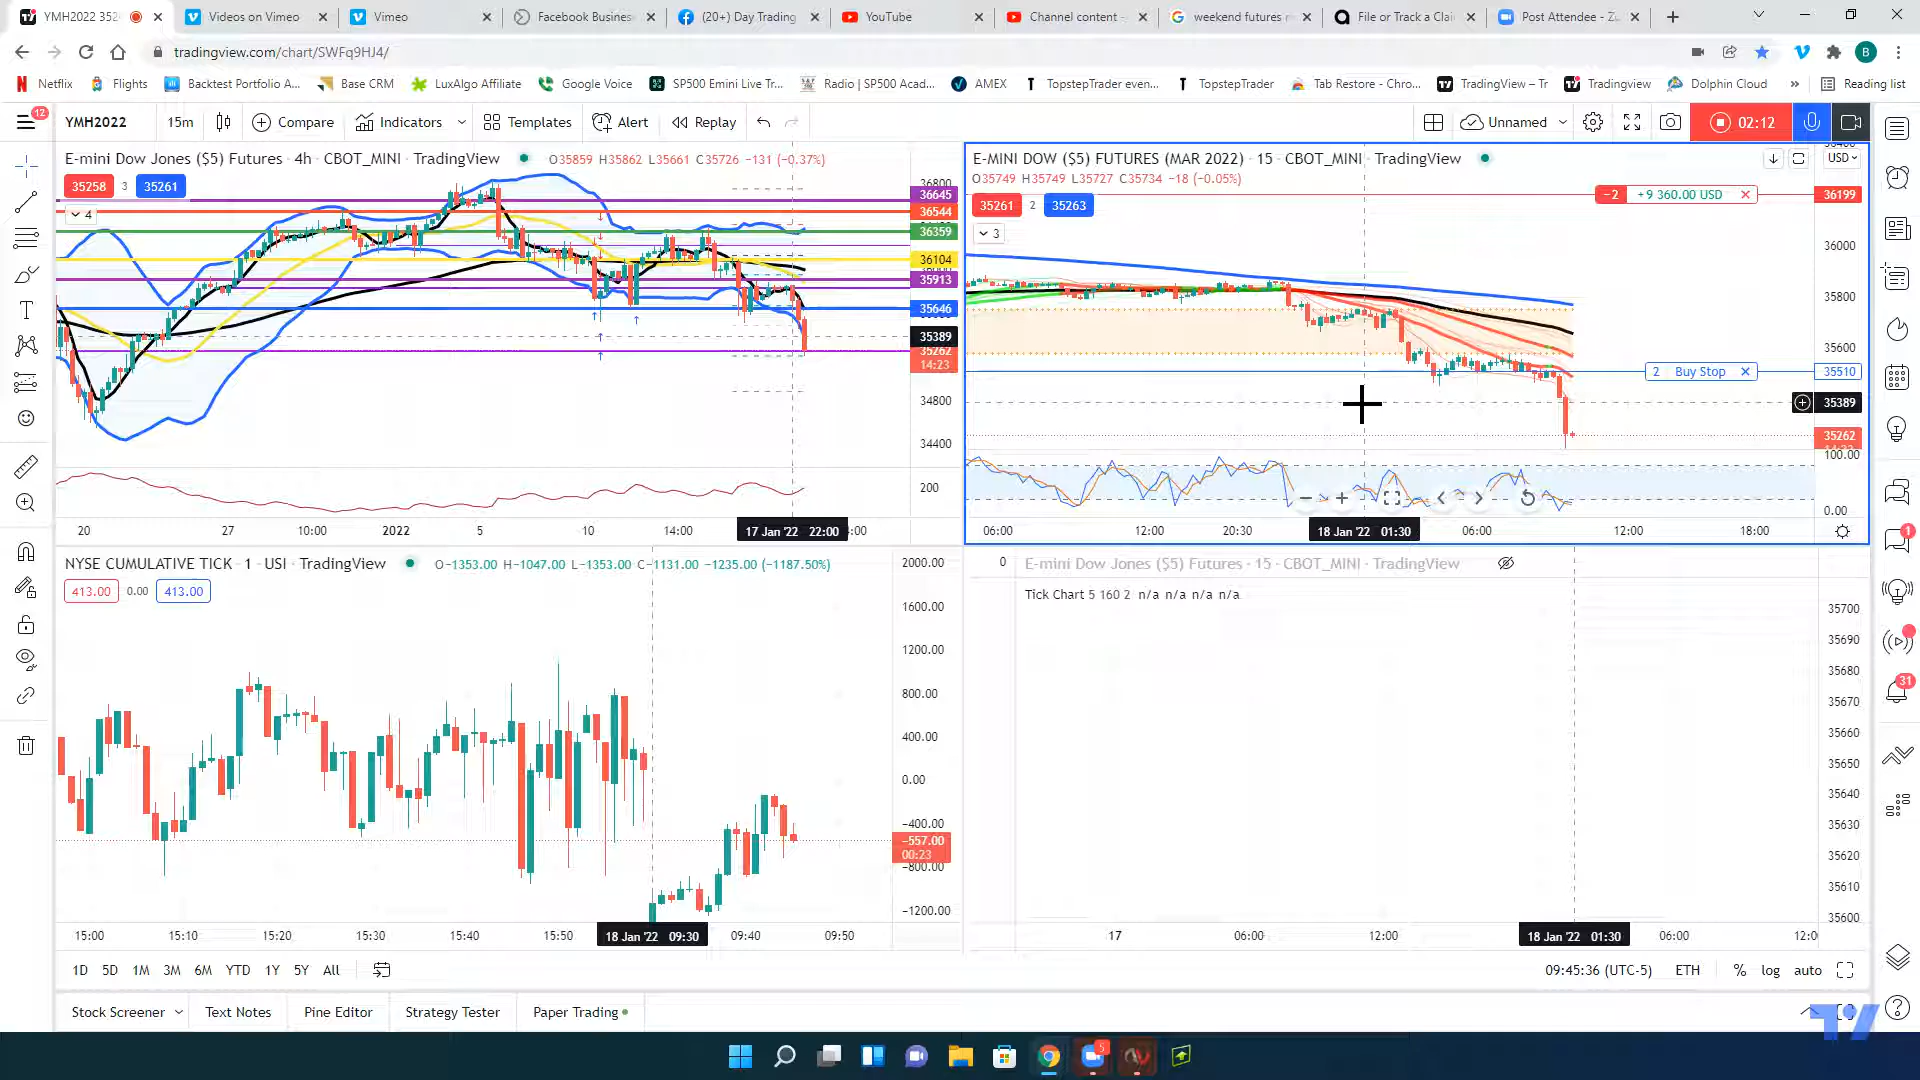 YMH2022 352
Videos on Vimeo
Vimeo
Facebook Busines
(20+) Day Trading
YouTube
Channel content -
weekend futures m
File or Track a Clai
Post Attendee - Zo
tradingview.com/chart/SWFq9HJ4/
B
Netflix
Flights
Backtest Portfolio A...
Base CRM
LuxAlgo Affiliate
Google Voice
SP500 Emini Live Tr...
Radio | SP500 Acad...
AMEX
TopstepTrader even...
TopstepTrader
Tab Restore - Chro...
TradingView – Tr
Tradingview
Dolphin Cloud
Reading list
12
YMH2022
15m
Compare
Indicators
Templates
Alert
Replay
Unnamed
02:12
E-mini Dow Jones ($5) Futures · 4h · CBOT_MINI · TradingView
O35859 H35862 L35661 C35726 −131 (−0.37%)
35258 3 35261
4
36800
36645
36544
36359
36104
35913
35646
35389
35262
14:23
34800
34400
200
20
27
10:00
2022
5
10
14:00
17 Jan '22 22:00
E-MINI DOW ($5) FUTURES (MAR 2022) · 15 · CBOT_MINI · TradingView
O35749 H35749 L35727 C35734 −18 (−0.05%)
35261 2 35263
3
USD
−2 +9 360.00 USD
36199
36000
35800
35600
2 Buy Stop
35510
35389
35262
100.00
0.00
06:00
12:00
20:30
18 Jan '22 01:30
06:00
12:00
18:00
NYSE CUMULATIVE TICK · 1 · USI · TradingView
O−1353.00 H−1047.00 L−1353.00 C−1131.00 −1235.00 (−1187.50%)
413.00 0.00 413.00
2000.00
1600.00
1200.00
800.00
400.00
0.00
−400.00
−557.00
00:23
−800.00
−1200.00
15:00
15:10
15:20
15:30
15:40
15:50
18 Jan '22 09:30
09:40
09:50
0
E-mini Dow Jones ($5) Futures · 15 · CBOT_MINI · TradingView
Tick Chart 5 160 2 n/a n/a n/a n/a
35700
35690
35680
35670
35660
35650
35640
35630
35620
35610
35600
17
06:00
12:00
18 Jan '22 01:30
06:00
12:0
1
31
1D 5D 1M 3M 6M YTD 1Y 5Y All
09:45:36 (UTC-5) ETH % log auto
Stock Screener
Text Notes
Pine Editor
Strategy Tester
Paper Trading
5